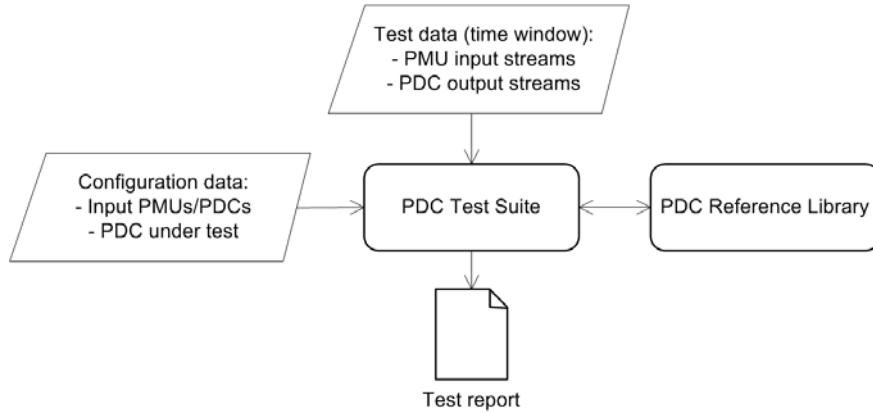 Test data (time window):
- PMU input streams
- PDC output streams
Configuration data:
- Input PMUs/PDCs
- PDC under test
PDC Test Suite
PDC Reference Library
Test report